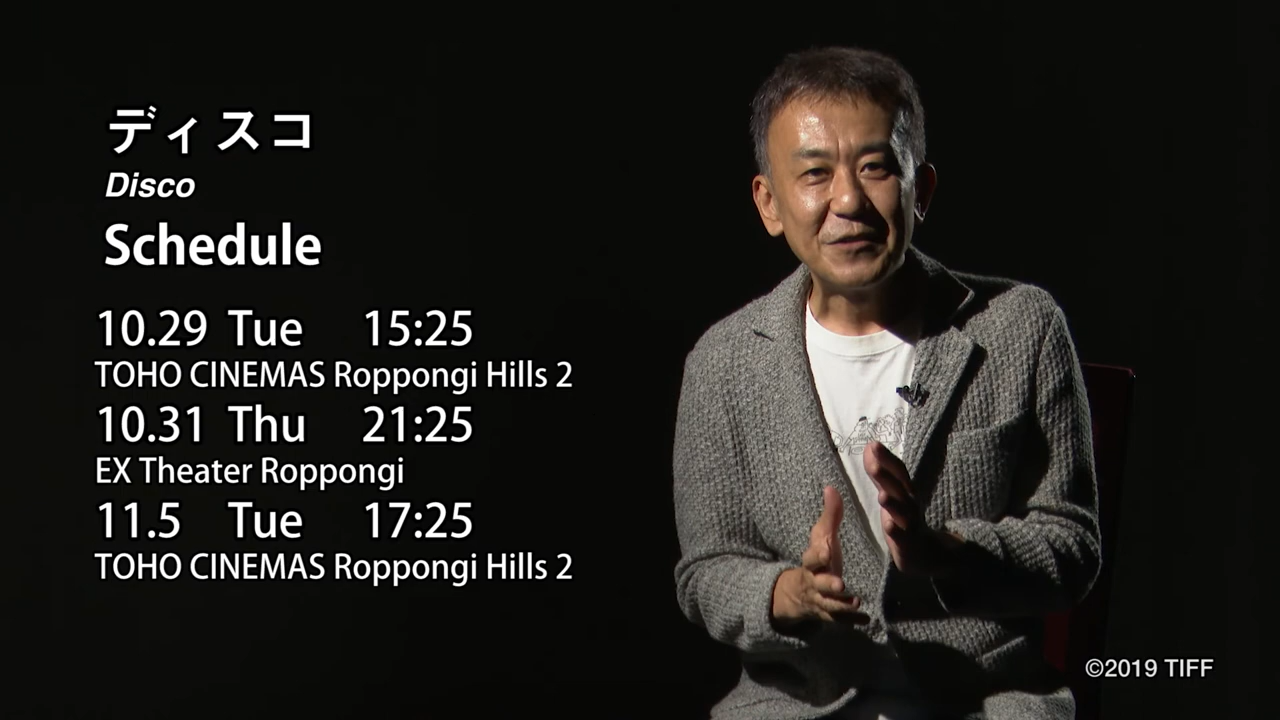 ディスコ
Disco
Schedule
10.29 Tue 15:25
TOHO CINEMAS Roppongi Hills 2
10.31 Thu 21:25
EX Theater Roppongi
11.5 Tue 17:25
TOHO CINEMAS Roppongi Hills 2
©2019 TIFF